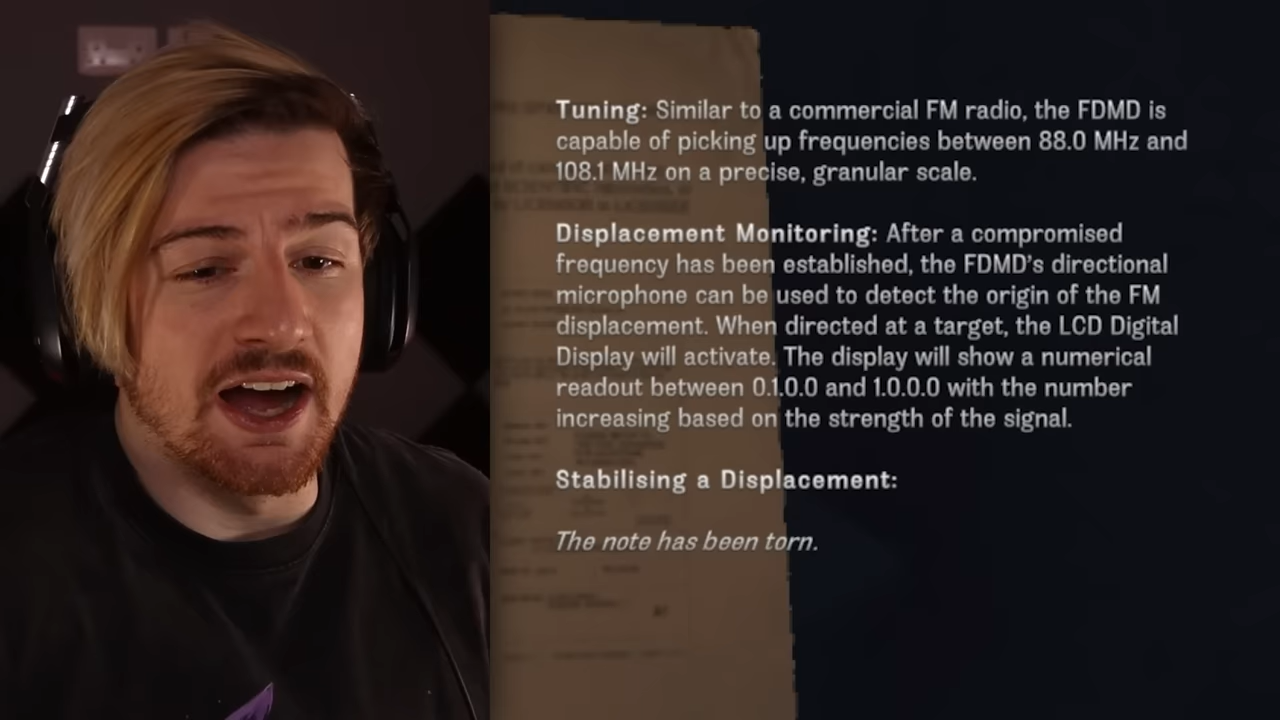 Tuning: Similar to a commercial FM radio, the FDMD is
capable of picking up frequencies between 88.0 MHz and
108.1 MHz on a precise, granular scale.
Displacement Monitoring: After a compromised
frequency has been established, the FDMD's directional
microphone can be used to detect the origin of the FM
displacement. When directed at a target, the LCD Digital
Display will activate. The display will show a numerical
readout between 0.1.0.0 and 1.0.0.0 with the number
increasing based on the strength of the signal.
Stabilising a Displacement:
The note has been torn.